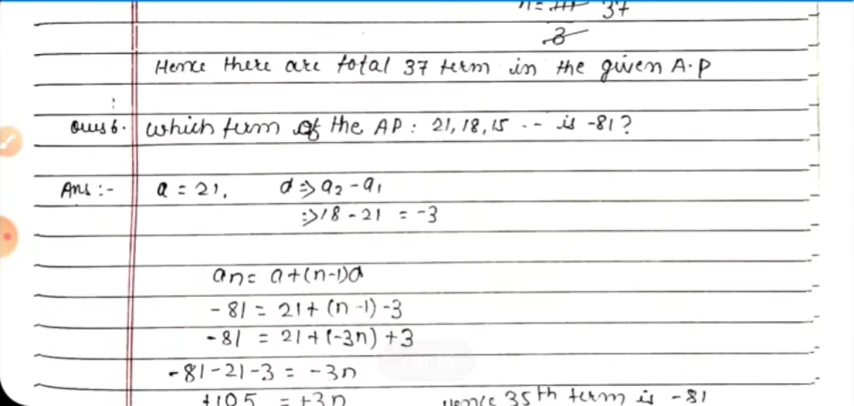 37
3
Hence there are total 37 term in the given A.P
Ques 6. Which term of the AP : 21, 18, 15 .-- is -81?
Ans :- a = 21, d => a2 - a1
=> 18 - 21 = -3
an = a+(n-1)d
-81 = 21+ (n-1) -3
-81 = 21+(-3n) +3
-81-21-3 = -3n
+105 = +3n Hence 35th term is -81